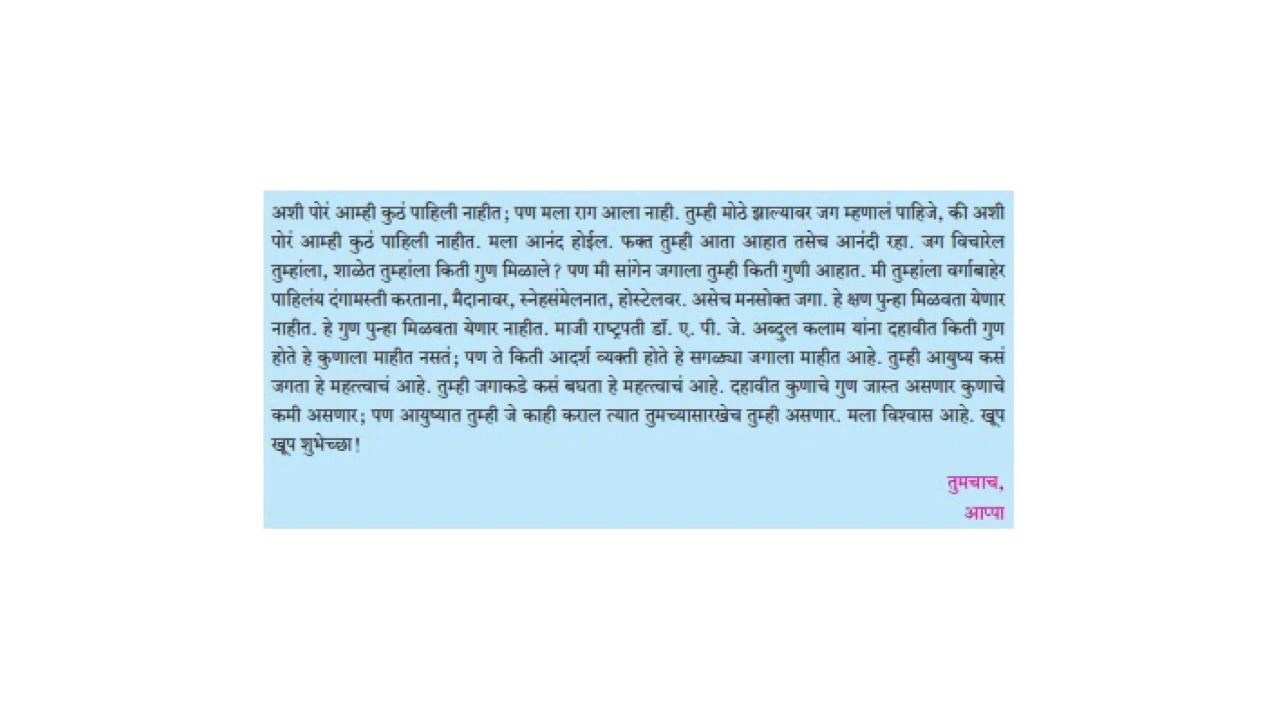 अशी पोरं आम्ही कुठं पाहिली नाहीत; पण मला राग आला नाही. तुम्ही मोठे झाल्यावर जग म्हणालं पाहिजे, की अशी
पोरं आम्ही कुठं पाहिली नाहीत. मला आनंद होईल. फक्त तुम्ही आता आहात तसेच आनंदी रहा. जग विचारेल
तुम्हांला, शाळेत तुम्हांला किती गुण मिळाले? पण मी सांगेन जगाला तुम्ही किती गुणी आहात. मी तुम्हांला वर्गाबाहेर
पाहिलंय दंगामस्ती करताना, मैदानावर, स्नेहसंमेलनात, होस्टेलवर. असेच मनसोक्त जगा. हे क्षण पुन्हा मिळवता येणार
नाहीत. हे गुण पुन्हा मिळवता येणार नाहीत. माजी राष्ट्रपती डॉ. ए. पी. जे. अब्दुल कलाम यांना दहावीत किती गुण
होते हे कुणाला माहीत नसतं; पण ते किती आदर्श व्यक्ती होते हे सगळ्या जगाला माहीत आहे. तुम्ही आयुष्य कसं
जगता हे महत्त्वाचं आहे. तुम्ही जगाकडे कसं बघता हे महत्त्वाचं आहे. दहावीत कुणाचे गुण जास्त असणार कुणाचे
कमी असणार; पण आयुष्यात तुम्ही जे काही कराल त्यात तुमच्यासारखेच तुम्ही असणार. मला विश्वास आहे. खूप
खूप शुभेच्छा!
तुमचाच,
आप्पा